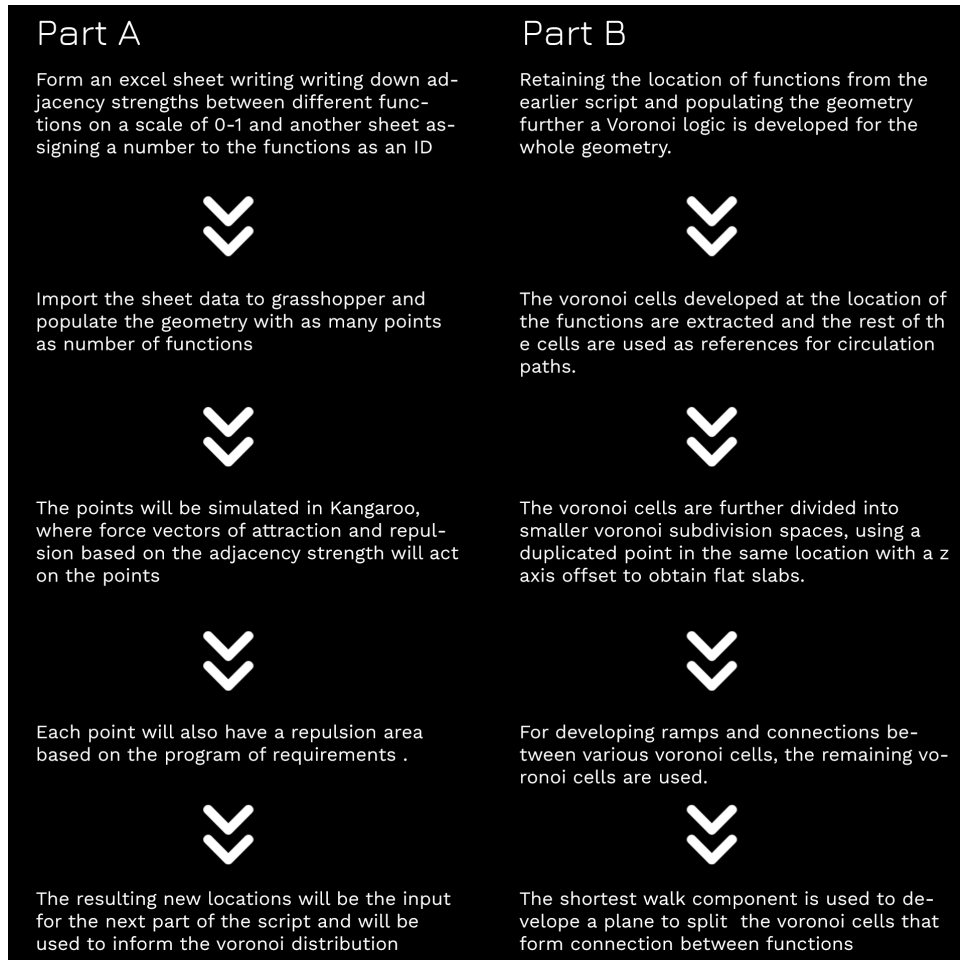 Part A
Form an excel sheet writing writing down ad-
jacency strengths between different func-
tions on a scale of 0-1 and another sheet as-
signing a number to the functions as an ID
Import the sheet data to grasshopper and
populate the geometry with as many points
as number of functions
The points will be simulated in Kangaroo,
where force vectors of attraction and repul-
sion based on the adjacency strength will act
on the points
Each point will also have a repulsion area
based on the program of requirements .
The resulting new locations will be the input
for the next part of the script and will be
used to inform the voronoi distribution
Part B
Retaining the location of functions from the
earlier script and populating the geometry
further a Voronoi logic is developed for the
whole geometry.
The voronoi cells developed at the location of
the functions are extracted and the rest of th
e cells are used as references for circulation
paths.
The voronoi cells are further divided into
smaller voronoi subdivision spaces, using a
duplicated point in the same location with a z
axis offset to obtain flat slabs.
For developing ramps and connections be-
tween various voronoi cells, the remaining vo-
ronoi cells are used.
The shortest walk component is used to de-
velope a plane to split  the voronoi cells that
form connection between functions